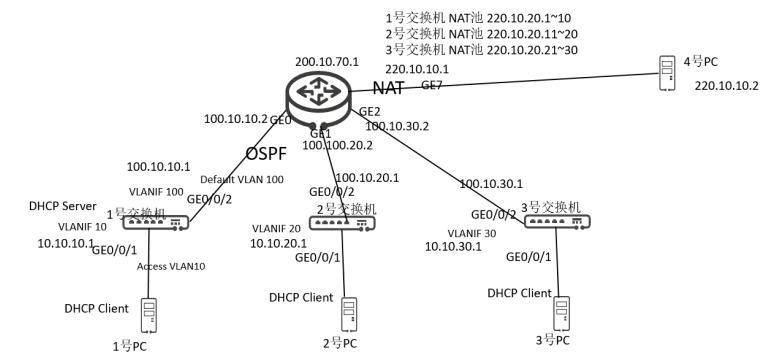 1号交换机 NAT池 220.10.20.1~10
2号交换机 NAT池 220.10.20.11~20
3号交换机 NAT池 220.10.20.21~30
200.10.70.1
220.10.10.1
4号PC
NAT
GE7
220.10.10.2
100.10.10.2
GE0
GE2
GE1
100.10.30.2
100.100.20.2
OSPF
100.10.10.1
Default VLAN 100
100.10.20.1
100.10.30.1
VLANIF 100
GE0/0/2
GE0/0/2
GE0/0/2
DHCP Server
1号交换机
2号交换机
3号交换机
VLANIF 10
VLANIF 20
VLANIF 30
10.10.10.1
10.10.20.1
10.10.30.1
GE0/0/1
GE0/0/1
GE0/0/1
Access VLAN10
DHCP Client
DHCP Client
DHCP Client
1号PC
2号PC
3号PC